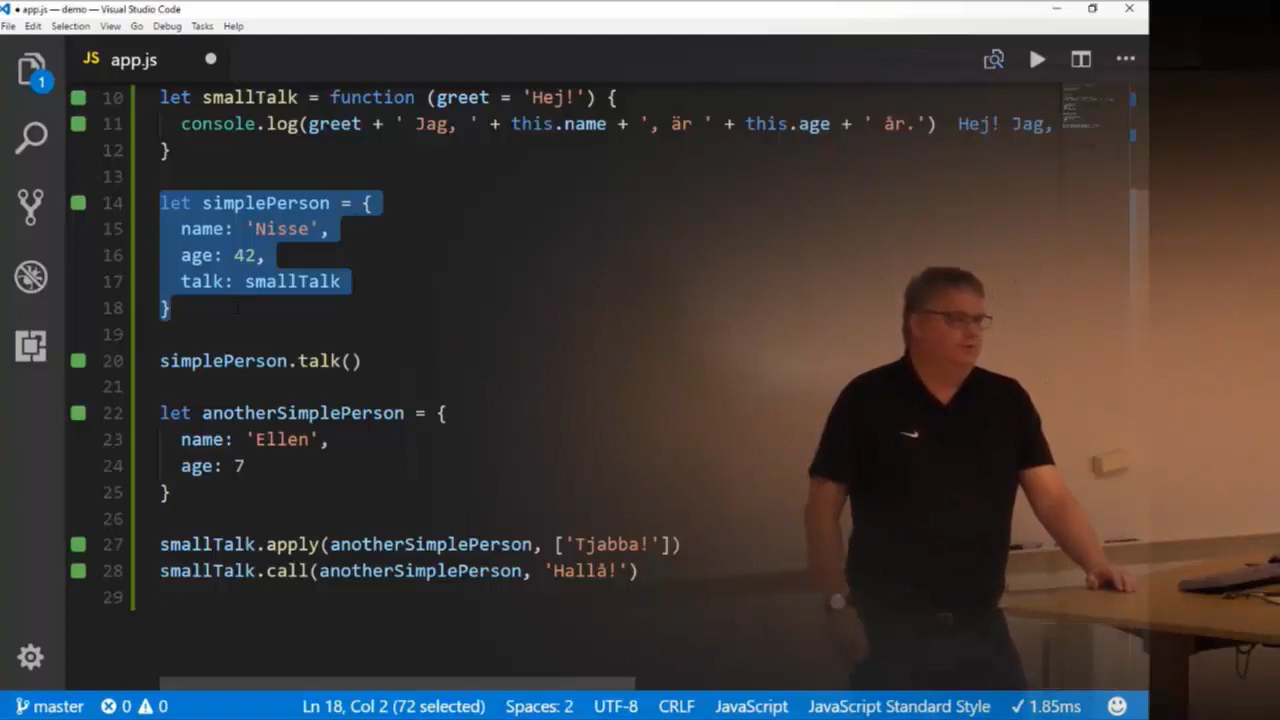 app.js — demo — Visual Studio Code
File Edit Selection View Go Debug Tasks Help
JS app.js
1
10 let smallTalk = function (greet = 'Hej!') {
11 console.log(greet + ' Jag, ' + this.name + ', är ' + this.age + ' år.') Hej! Jag,
12 }
13
14 let simplePerson = {
15 name: 'Nisse',
16 age: 42,
17 talk: smallTalk
18 }
19
20 simplePerson.talk()
21
22 let anotherSimplePerson = {
23 name: 'Ellen',
24 age: 7
25 }
26
27 smallTalk.apply(anotherSimplePerson, ['Tjabba!'])
28 smallTalk.call(anotherSimplePerson, 'Hallå!')
29
master 0 0 Ln 18, Col 2 (72 selected) Spaces: 2 UTF-8 CRLF JavaScript JavaScript Standard Style ✓ 1.85ms